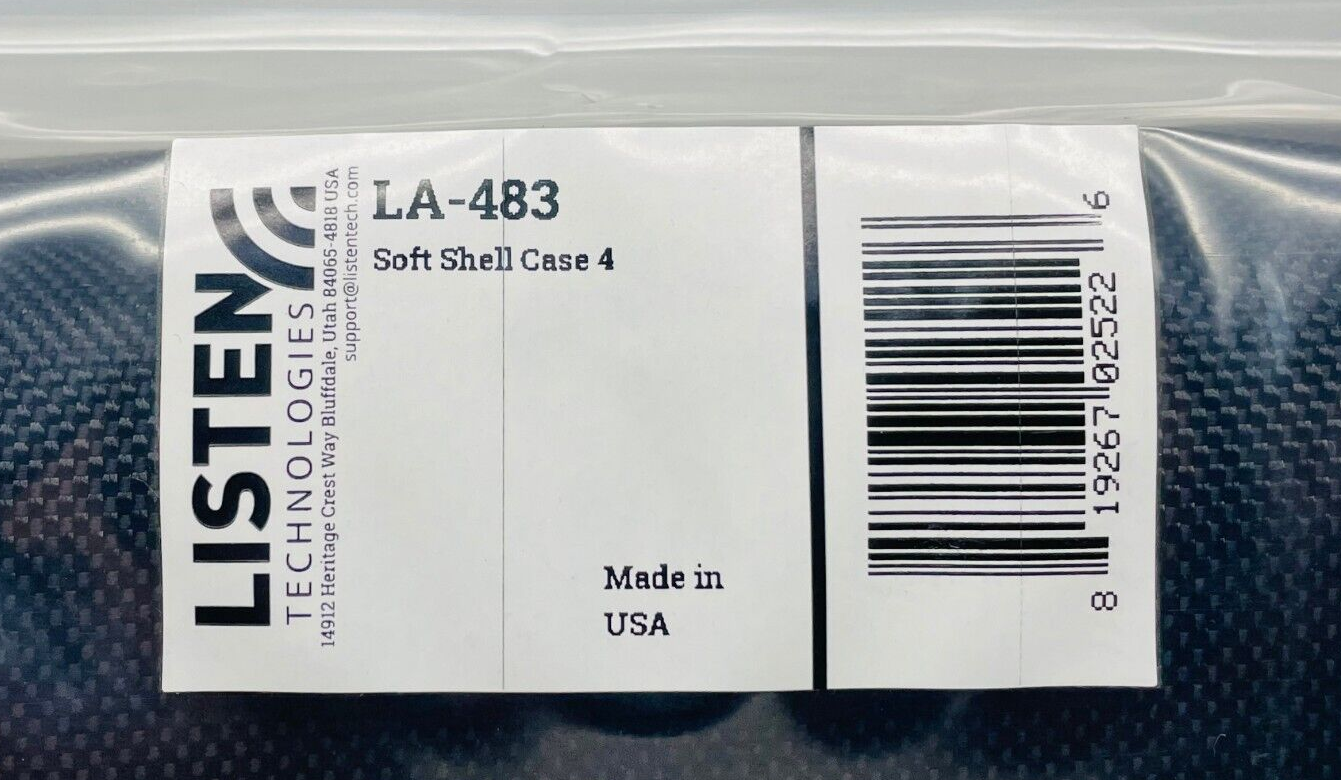 LISTEN
TECHNOLOGIES
14912 Heritage Crest Way Bluffdale, Utah 84065-4818 USA
support@listentech.com
LA-483
Soft Shell Case 4
Made in
USA
8 19267 02522 6